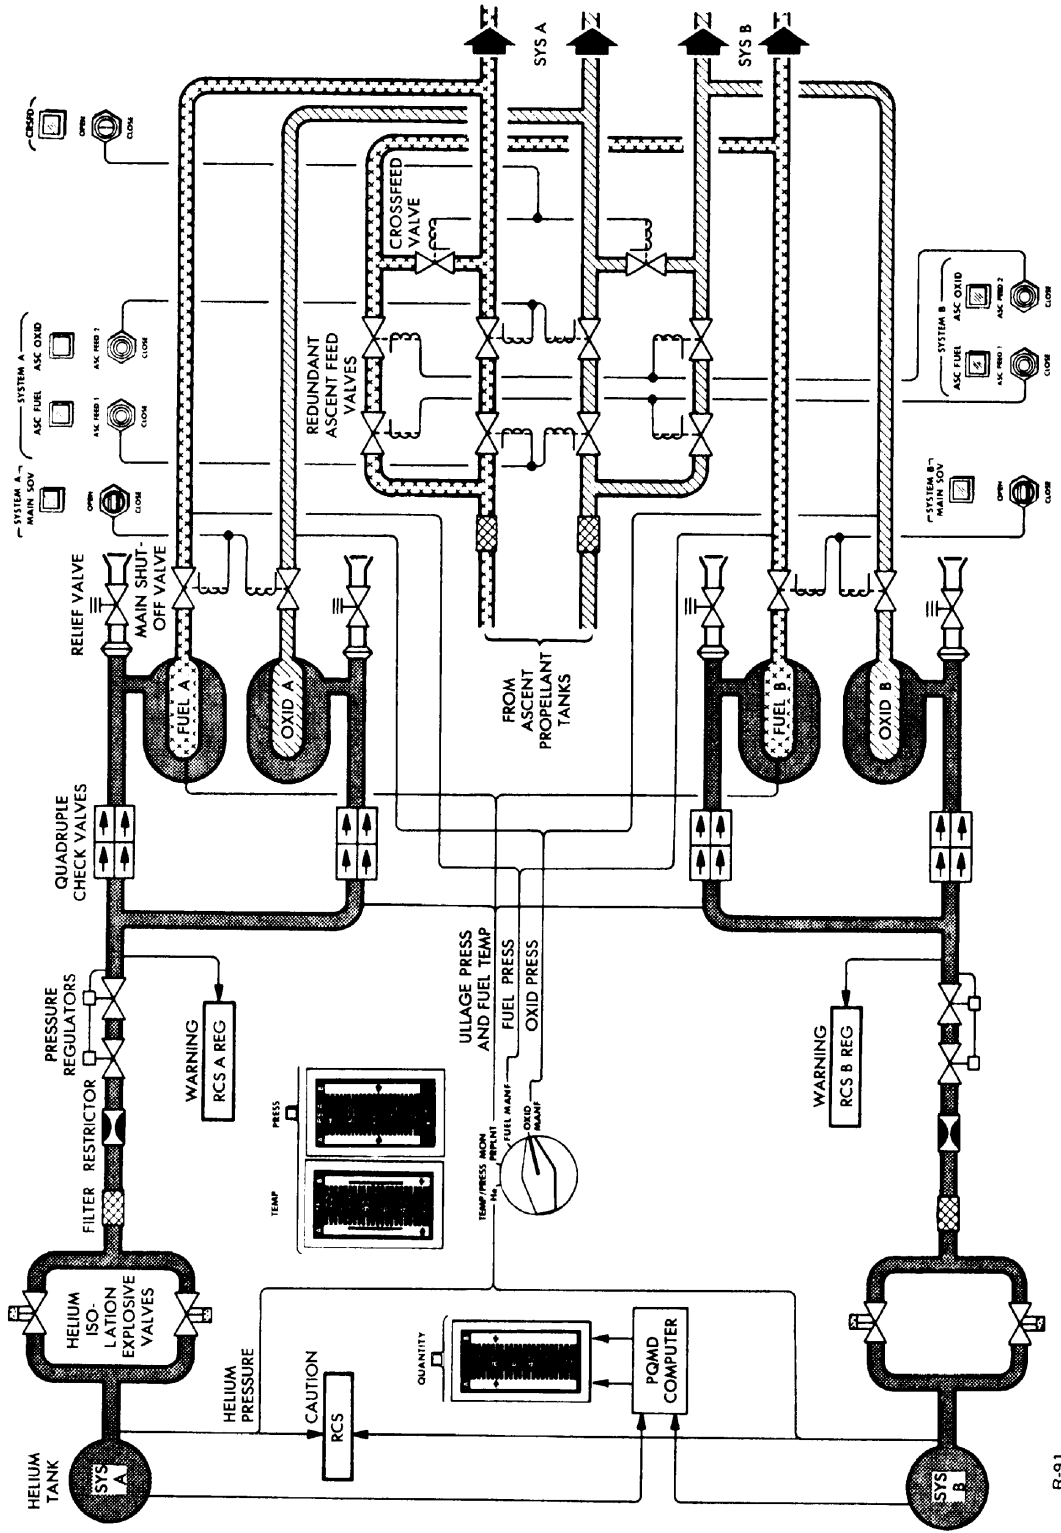 HELIUM
TANK
SYS
A
HELIUM
ISO-
LATION
EXPLOSIVE
VALVES
FILTER
RESTRICTOR
PRESSURE
REGULATORS
QUADRUPLE
CHECK VALVES
RELIEF VALVE
MAIN SHUT-
OFF VALVE
SYSTEM A
MAIN SOV
OPEN
CLOSE
SYSTEM A
ASC FUEL
ASC OXID
ASC FEED 1
CLOSE
ASC FEED 2
CLOSE
CRSFD
OPEN
CLOSE
FUEL A
OXID A
WARNING
RCS A REG
HELIUM
PRESSURE
CAUTION
RCS
TEMP
PRESS
QUANTITY
PQMD
COMPUTER
TEMP/PRESS MON
He
PRPLNT
FUEL MANF
OXID
MANF
ULLAGE PRESS
AND FUEL TEMP
FUEL PRESS
OXID PRESS
FROM
ASCENT
PROPELLANT
TANKS
REDUNDANT
ASCENT FEED
VALVES
CROSSFEED
VALVE
SYS A
SYS B
SYS
B
WARNING
RCS B REG
FUEL B
OXID B
SYSTEM B
MAIN SOV
OPEN
CLOSE
SYSTEM B
ASC FUEL
ASC OXID
ASC FEED 1
CLOSE
ASC FEED 2
CLOSE